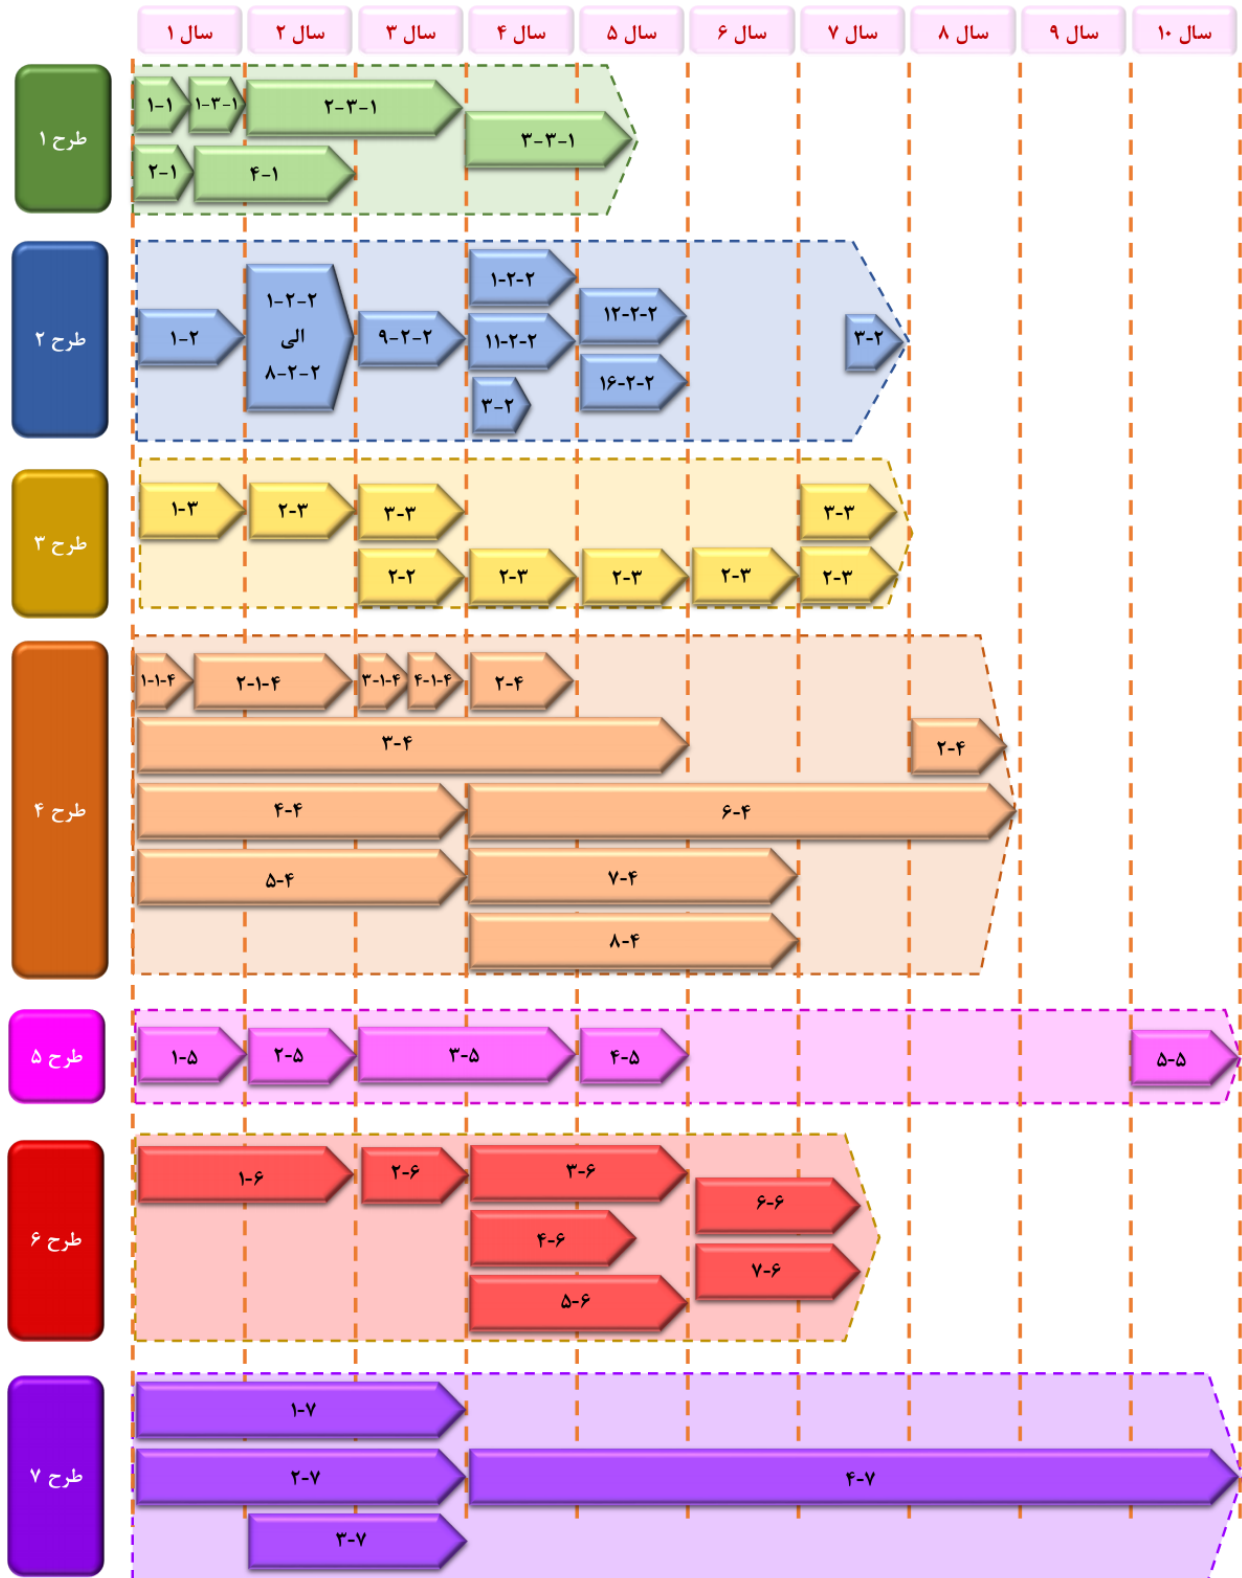 سال ۱
سال ۲
سال ۳
سال ۴
سال ۵
سال ۶
سال ۷
سال ۸
سال ۹
سال ۱۰
طرح ۱
۱-۱
۱-۳-۱
۲-۳-۱
۳-۳-۱
۲-۱
۴-۱
طرح ۲
۱-۲
۱-۲-۲
الی
۸-۲-۲
۹-۲-۲
۱-۲-۲
۱۱-۲-۲
۳-۲
۱۲-۲-۲
۱۶-۲-۲
۳-۲
طرح ۳
۱-۳
۲-۳
۳-۳
۳-۳
۲-۲
۲-۳
۲-۳
۲-۳
۲-۳
طرح ۴
۱-۱-۴
۲-۱-۴
۳-۱-۴
۴-۱-۴
۲-۴
۳-۴
۲-۴
۴-۴
۶-۴
۵-۴
۷-۴
۸-۴
طرح ۵
۱-۵
۲-۵
۳-۵
۴-۵
۵-۵
طرح ۶
۱-۶
۲-۶
۳-۶
۶-۶
۴-۶
۷-۶
۵-۶
طرح ۷
۱-۷
۲-۷
۴-۷
۳-۷